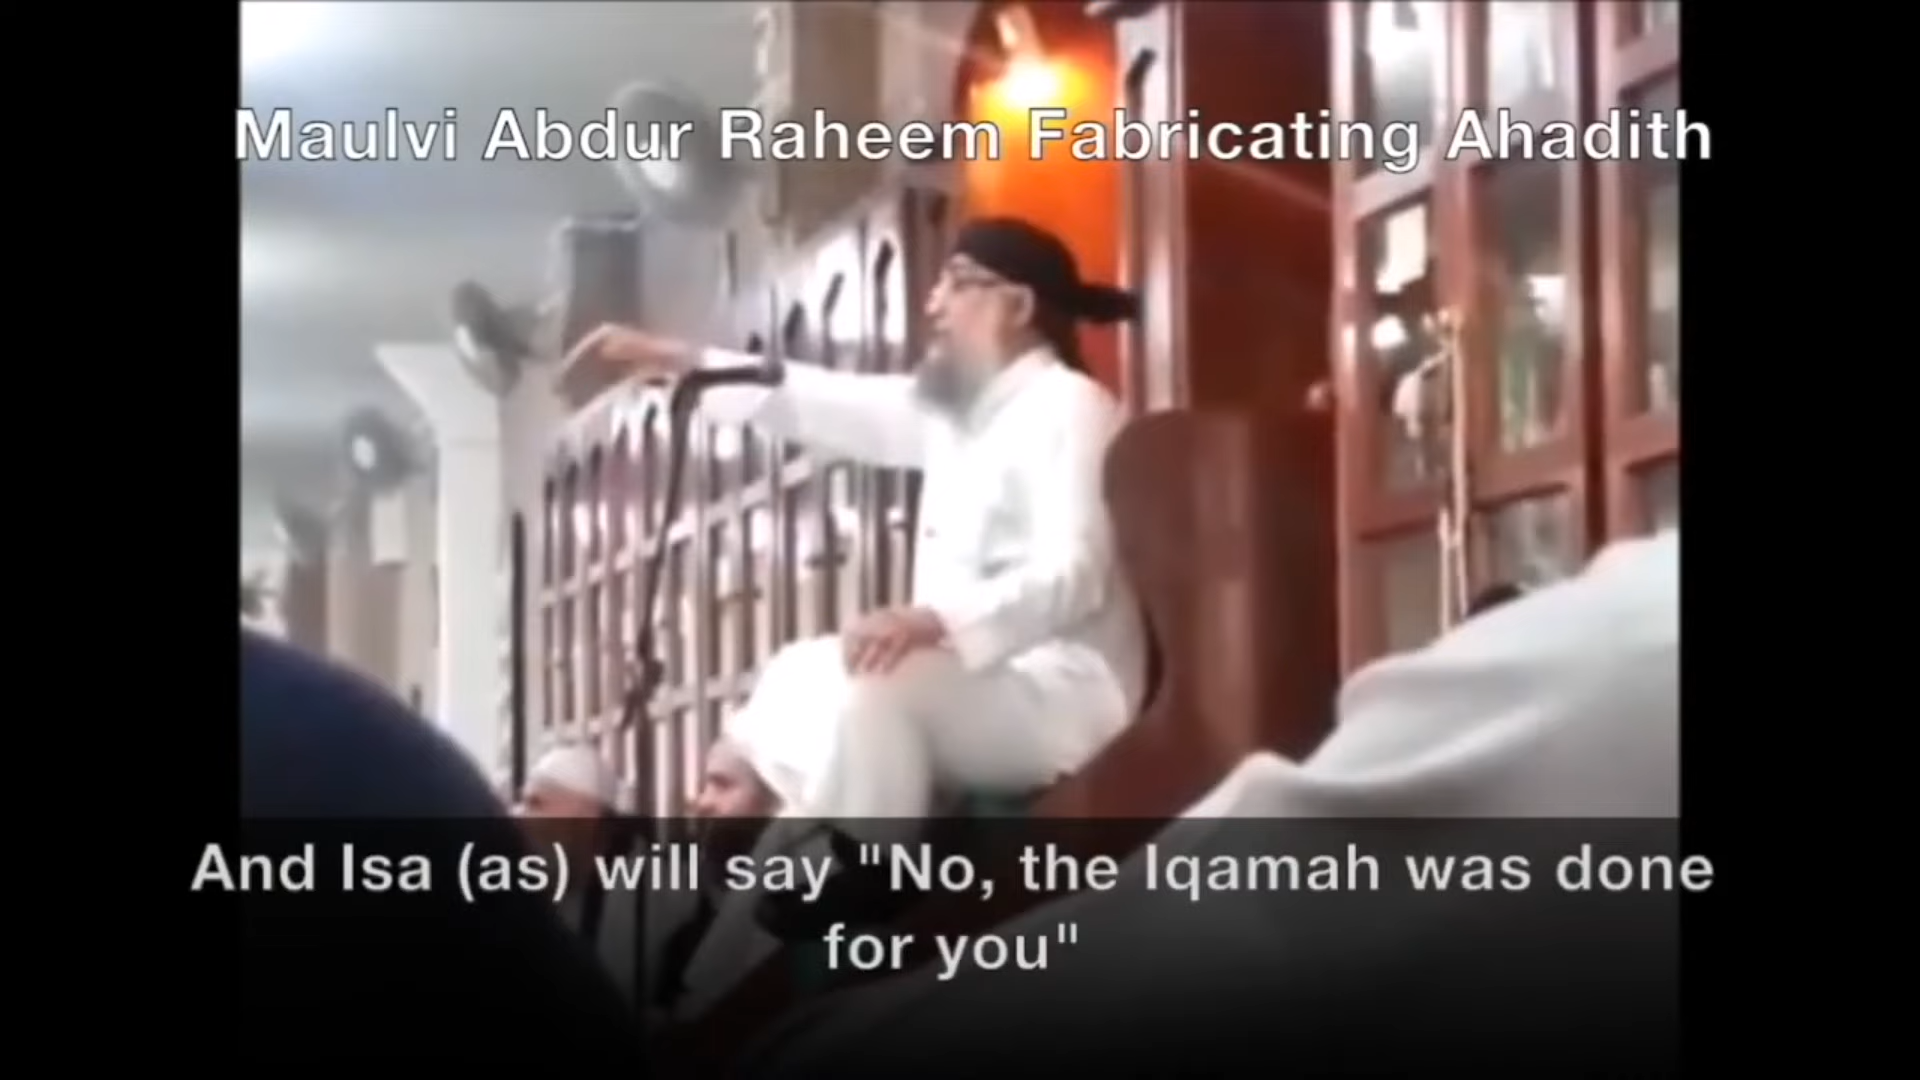 Maulvi Abdur Raheem Fabricating Ahadith
And Isa (as) will say "No, the Iqamah was done
for you"